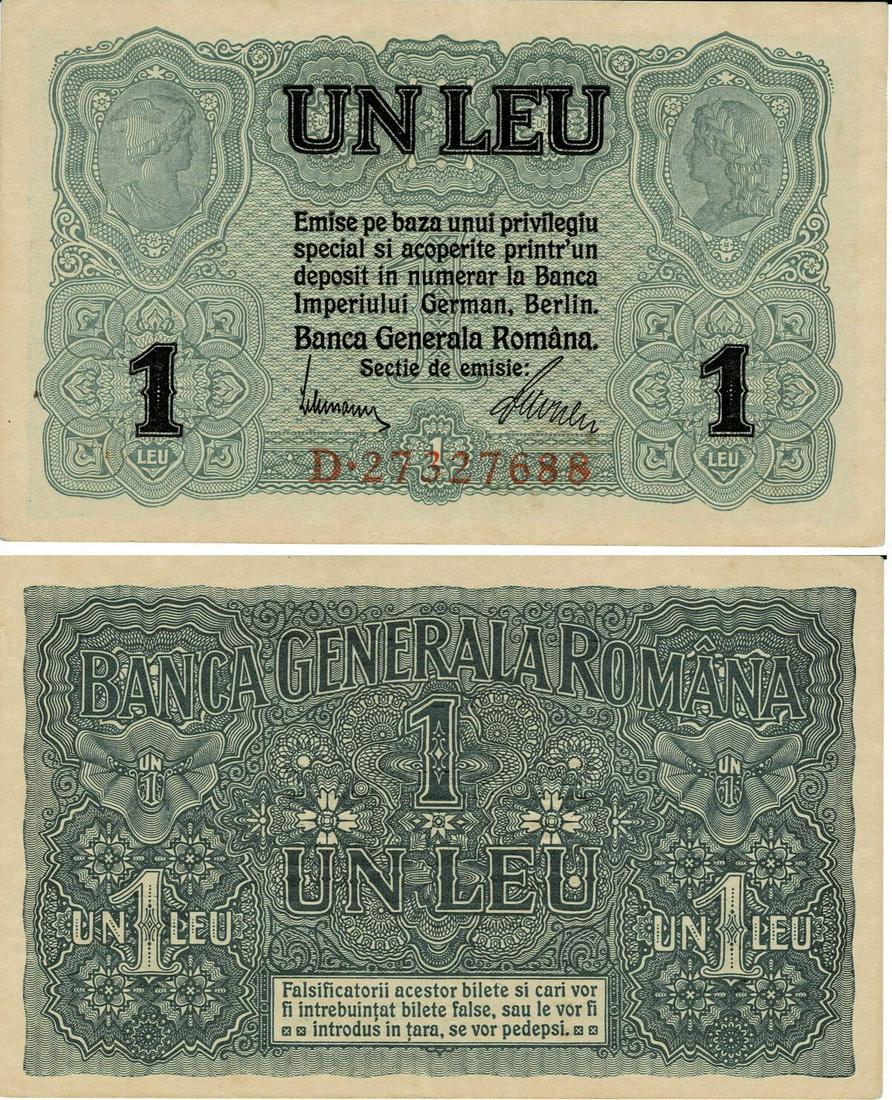 UN LEU
Emise pe baza unui privilegiu
special si acoperite printr'un
deposit in numerar la Banca
Imperiului German, Berlin.
Banca Generala Româna.
Sectie de emisie:
1
1
LEU
1
LEU
D·27327688
BANCA GENERALA ROMÂNA
1
UN
1
UN
1
UN LEU
UN 1 LEU
UN 1 LEU
Falsificatorii acestor bilete si cari vor
fi intrebuințat bilete false, sau le vor fi
introdus in țara, se vor pedepsi.